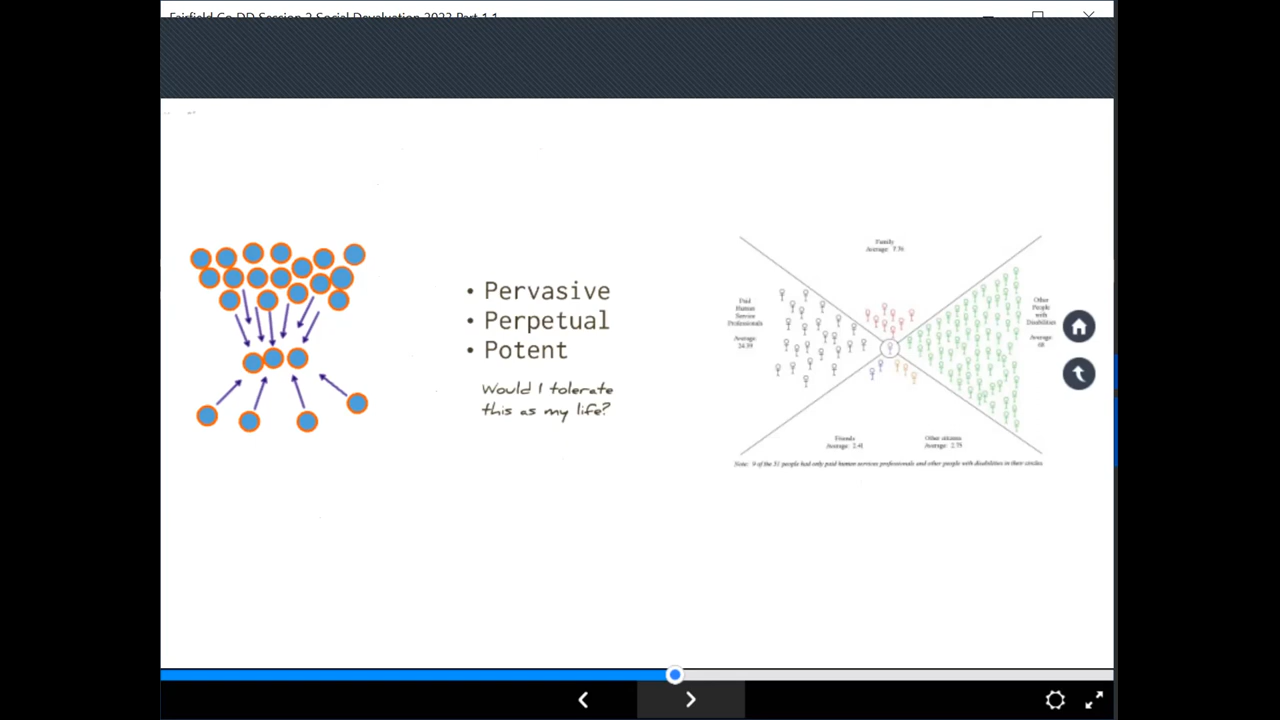 Fairfield Co DD Session 2 Social Devaluation 2023 Part 1.1
Family
Average: 7.56
• Pervasive
• Perpetual
• Potent
Would I tolerate
this as my life?
Paid
Human
Service
Professionals
Average:
24.39
Other
People
with
Disabilities
Average:
68
Friends
Average: 2.41
Other citizens
Average: 2.79
Note: 9 of the 31 people had only paid human services professionals and other people with disabilities in their circles.